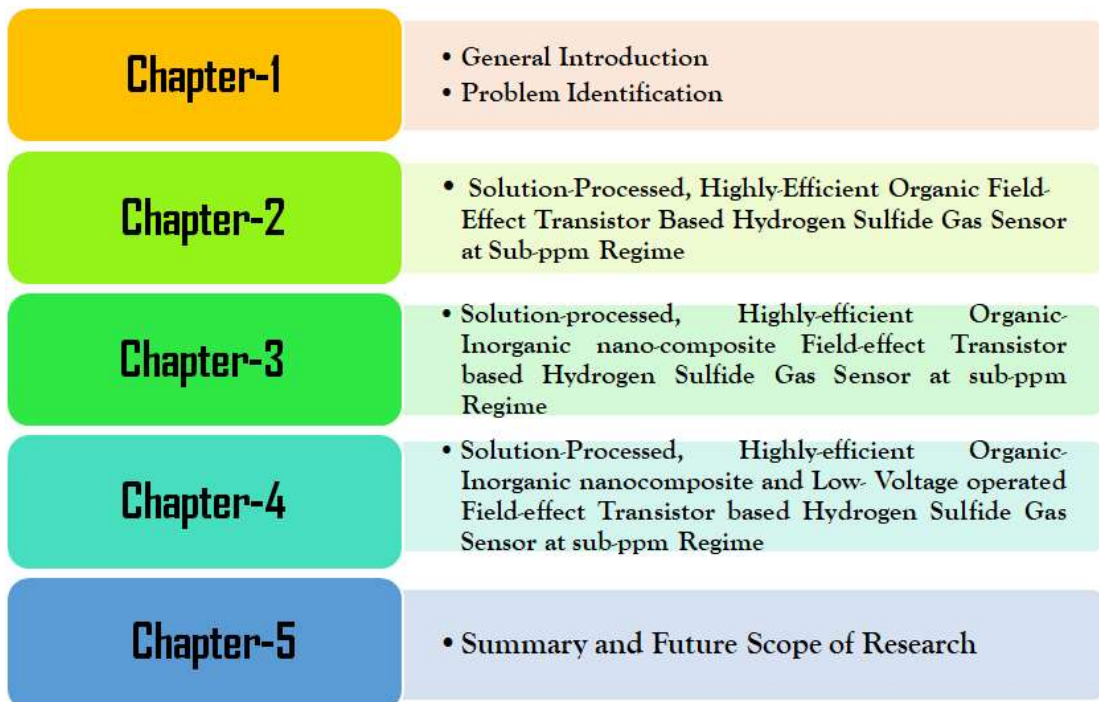 Chapter-1
• General Introduction
• Problem Identification
Chapter-2
• Solution-Processed, Highly-Efficient Organic Field-
Effect Transistor Based Hydrogen Sulfide Gas Sensor
at Sub-ppm Regime
Chapter-3
• Solution-processed, Highly-efficient Organic-
Inorganic nano-composite Field-effect Transistor
based Hydrogen Sulfide Gas Sensor at sub-ppm
Regime
Chapter-4
• Solution-Processed, Highly-efficient Organic-
Inorganic nanocomposite and Low- Voltage operated
Field-effect Transistor based Hydrogen Sulfide Gas
Sensor at sub-ppm Regime
Chapter-5
• Summary and Future Scope of Research